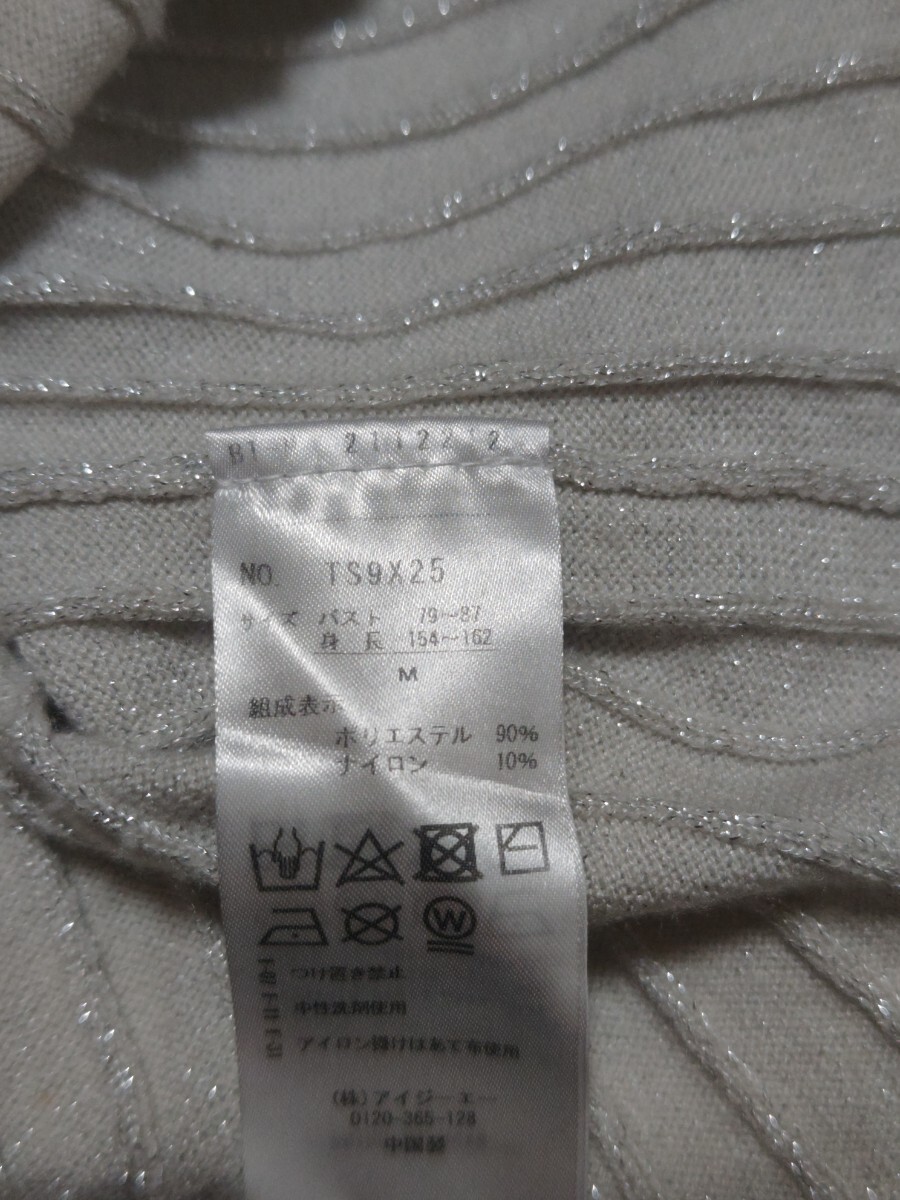 NO. TS9X25
サイズ バスト 79〜87
身長 154〜162
M
組成表
ポリエステル 90%
ナイロン 10%
W
つけ置き禁止
中性洗剤使用
アイロン掛けはあて布使用
(株)アイジーエー
0120-365-128
中国製